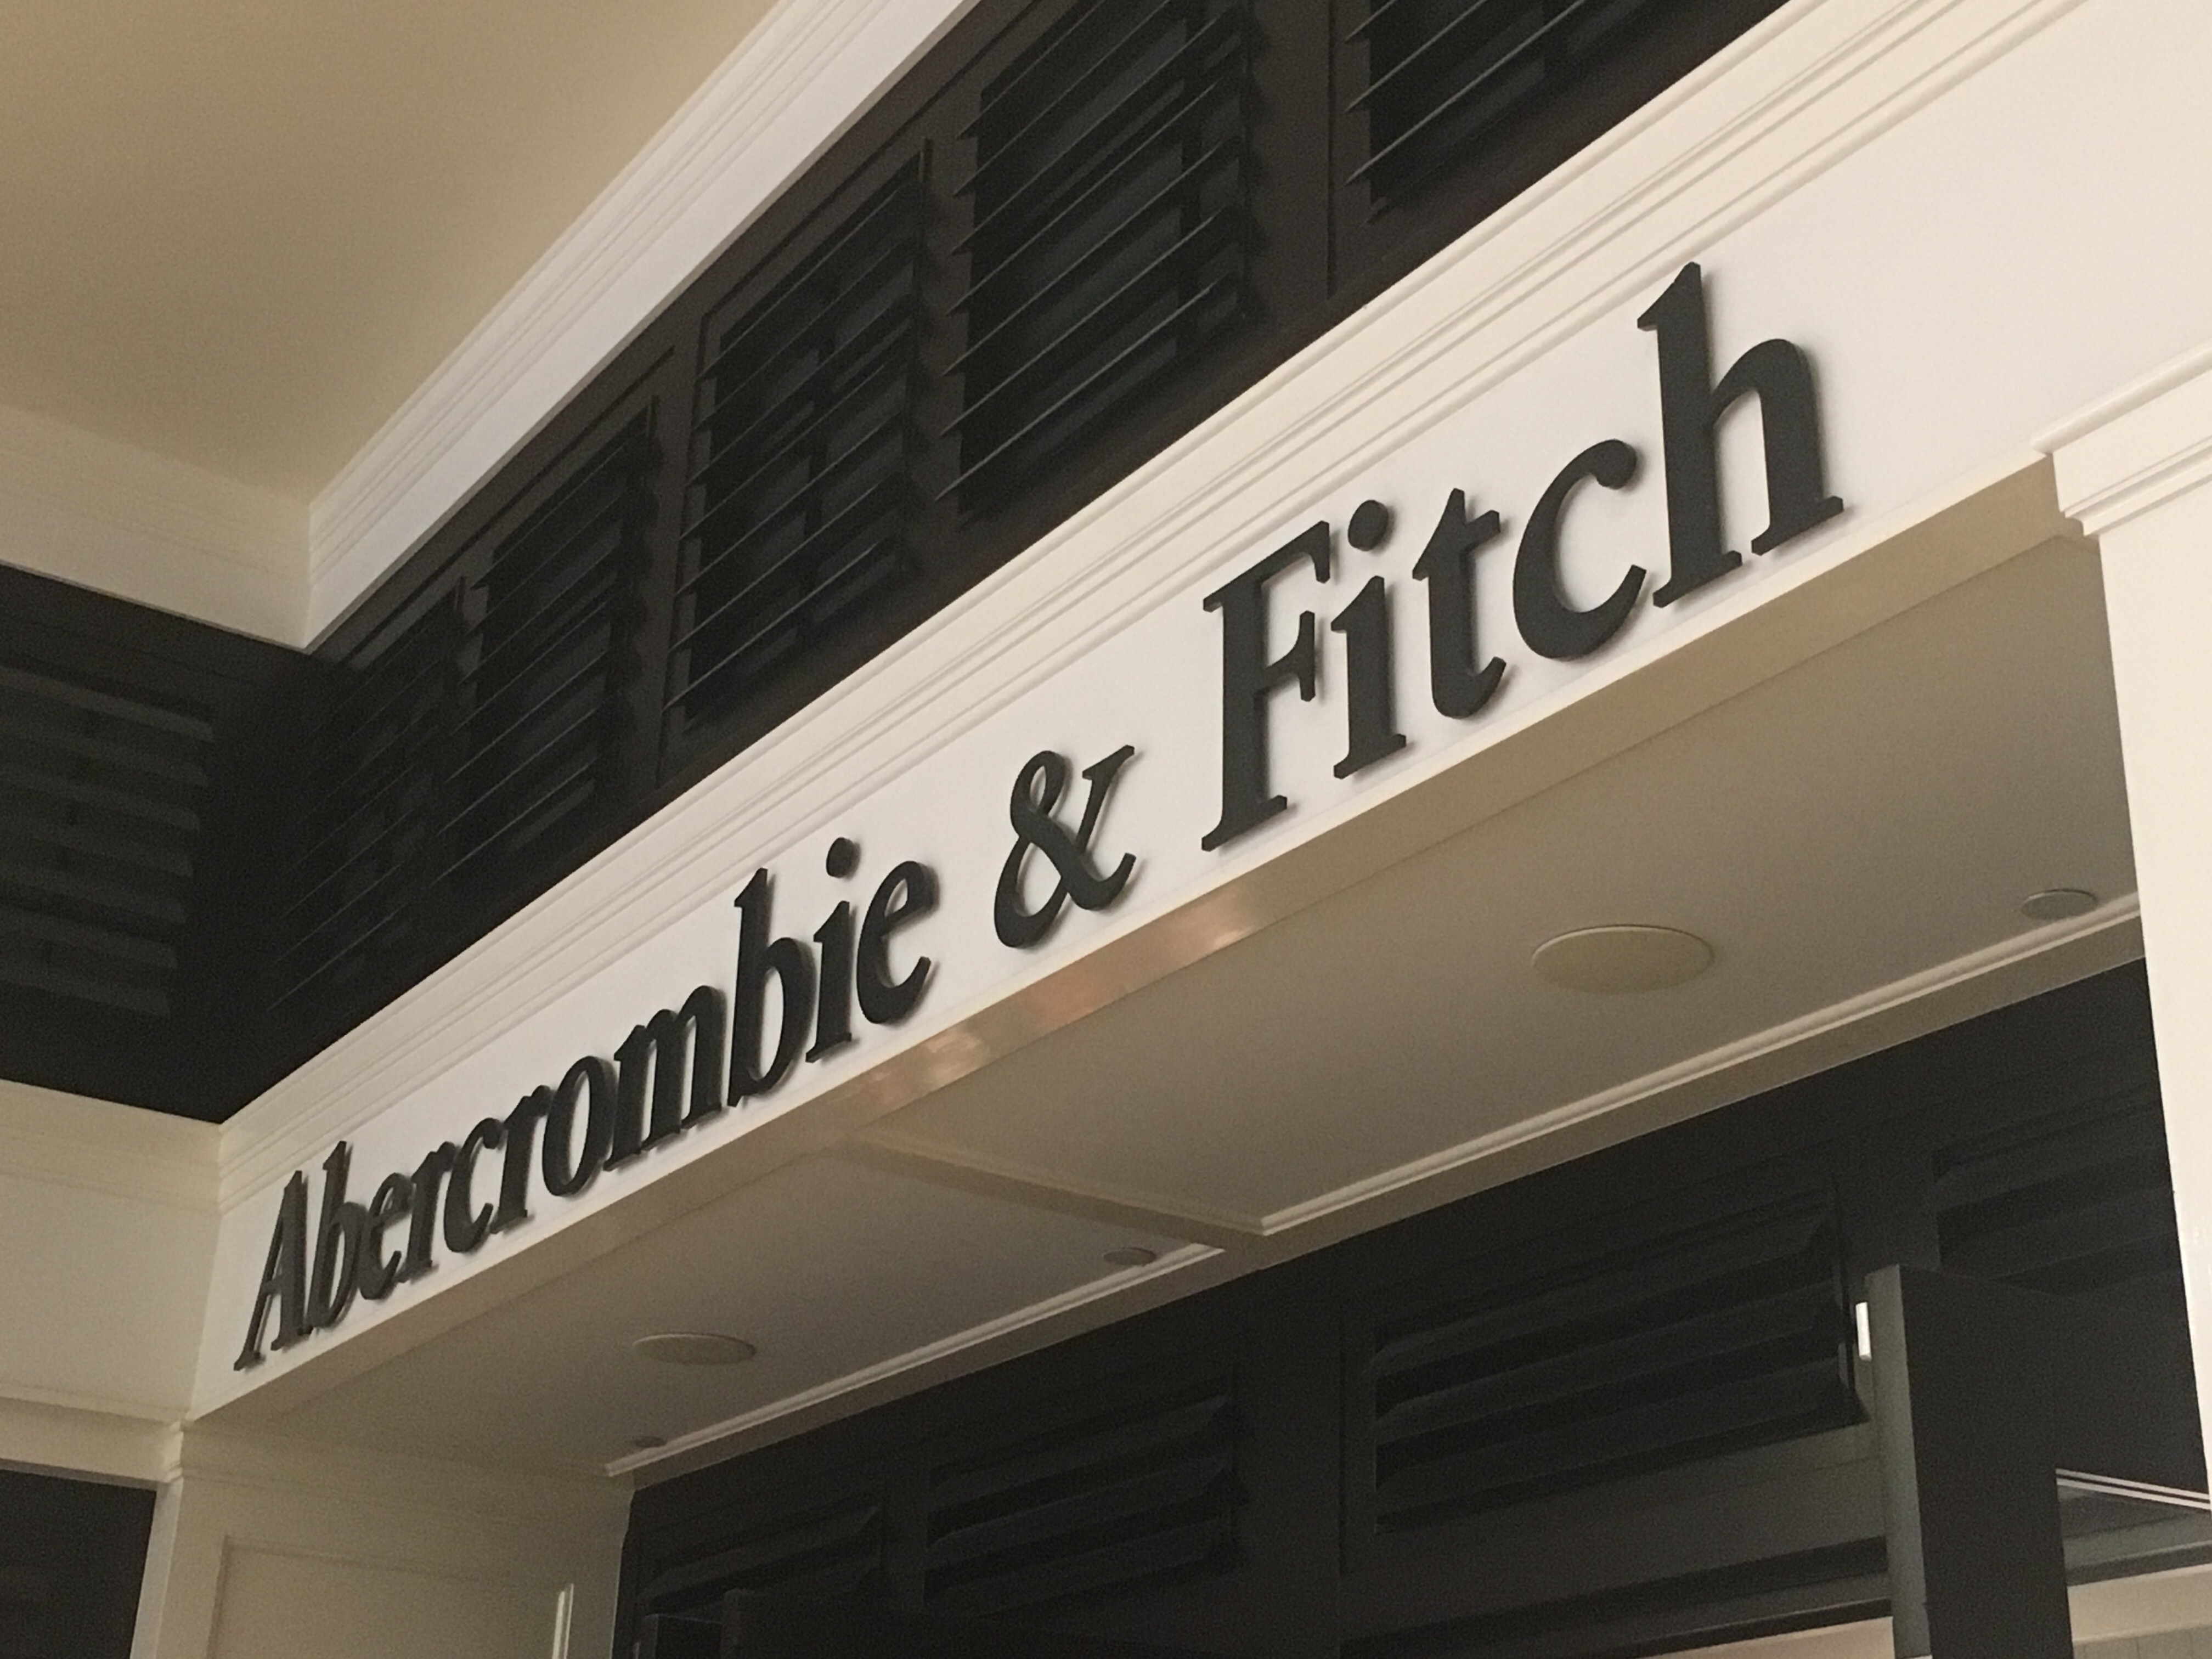 Abercrombie & Fitch